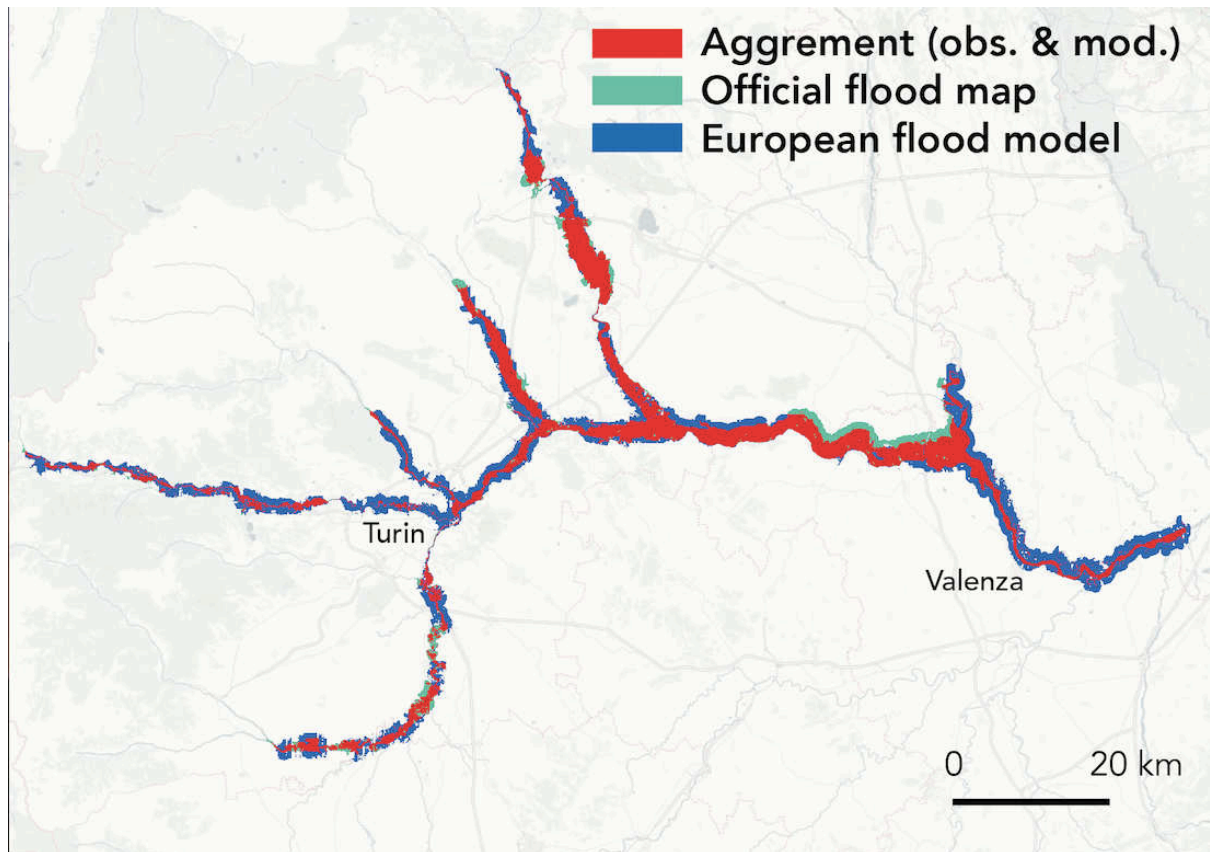 Aggrement (obs. & mod.)
Official flood map
European flood model
Turin
Valenza
0 20 km